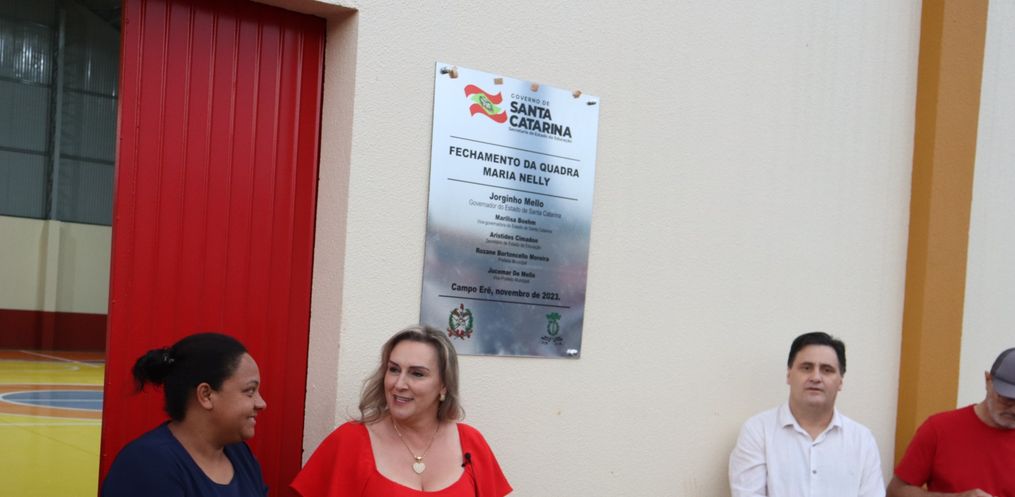 GOVERNO DE
SANTA
CATARINA
Secretaria de Estado da Educação
FECHAMENTO DA QUADRA
MARIA NELLY
Jorginho Mello
Governador do Estado de Santa Catarina
Marilisa Boehm
Vice-governadora do Estado de Santa Catarina
Aristides Cimadon
Secretário de Estado da Educação
Rozane Bortoncello Moreira
Prefeita Municipal
Jucemar De Mello
Vice-Prefeito Municipal
Campo Erê, novembro de 2023.